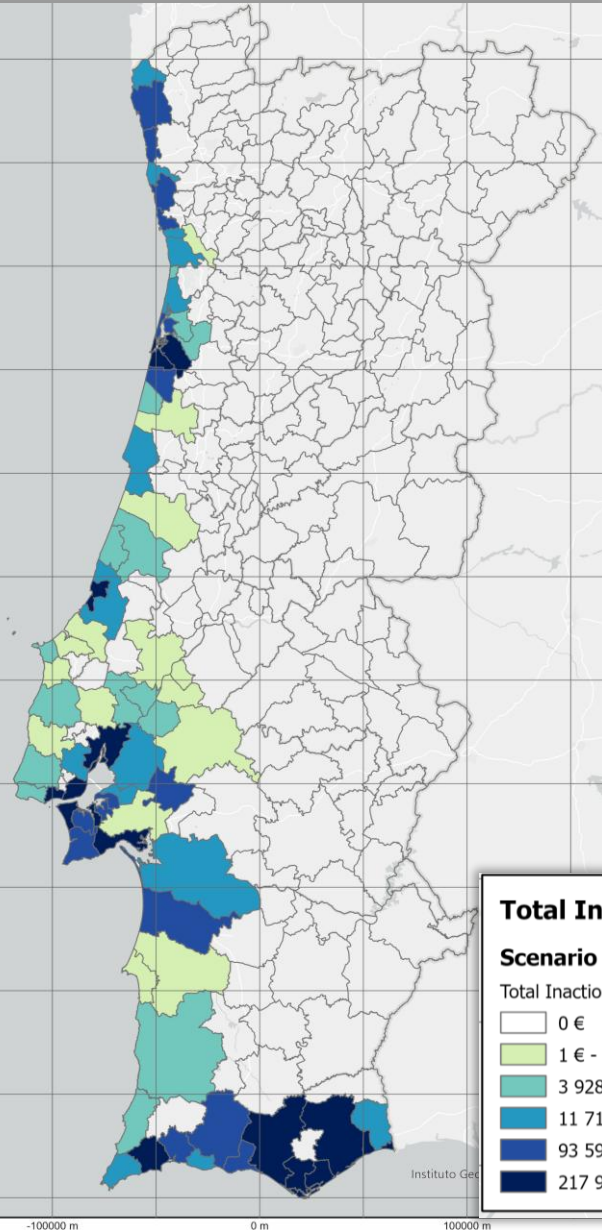 Total In
Scenario
Total Inactio
0 €
1 € -
3 928
11 71
93 59
217 9
Instituto Geo
-100000 m
0 m
100000 m